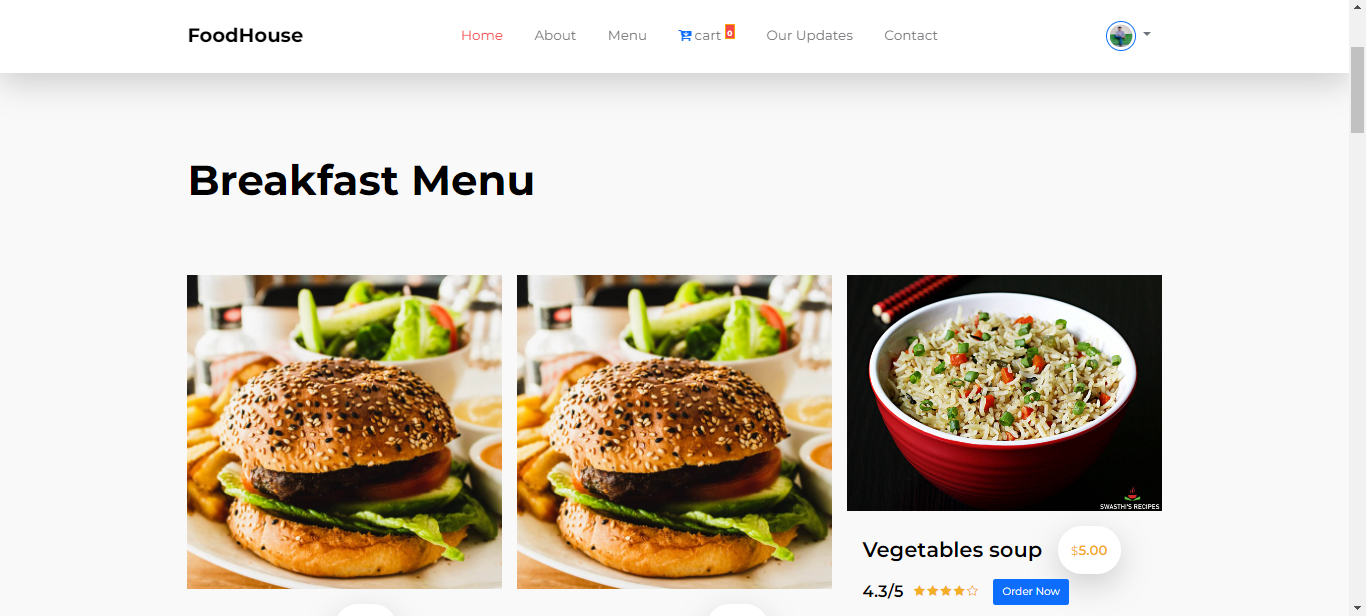 FoodHouse
Home About Menu cart 0 Our Updates Contact
Breakfast Menu
SWASTHI'S RECIPES
Vegetables soup $5.00
4.3/5 Order Now